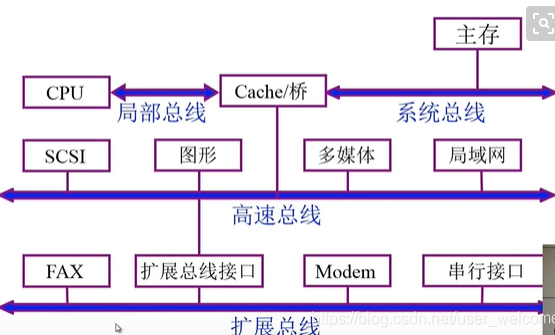 主存
CPU
Cache/桥
局部总线
系统总线
SCSI
图形
多媒体
局域网
高速总线
FAX
扩展总线接口
Modem
串行接口
扩展总线
https://blog.csdn.net/user_welcome